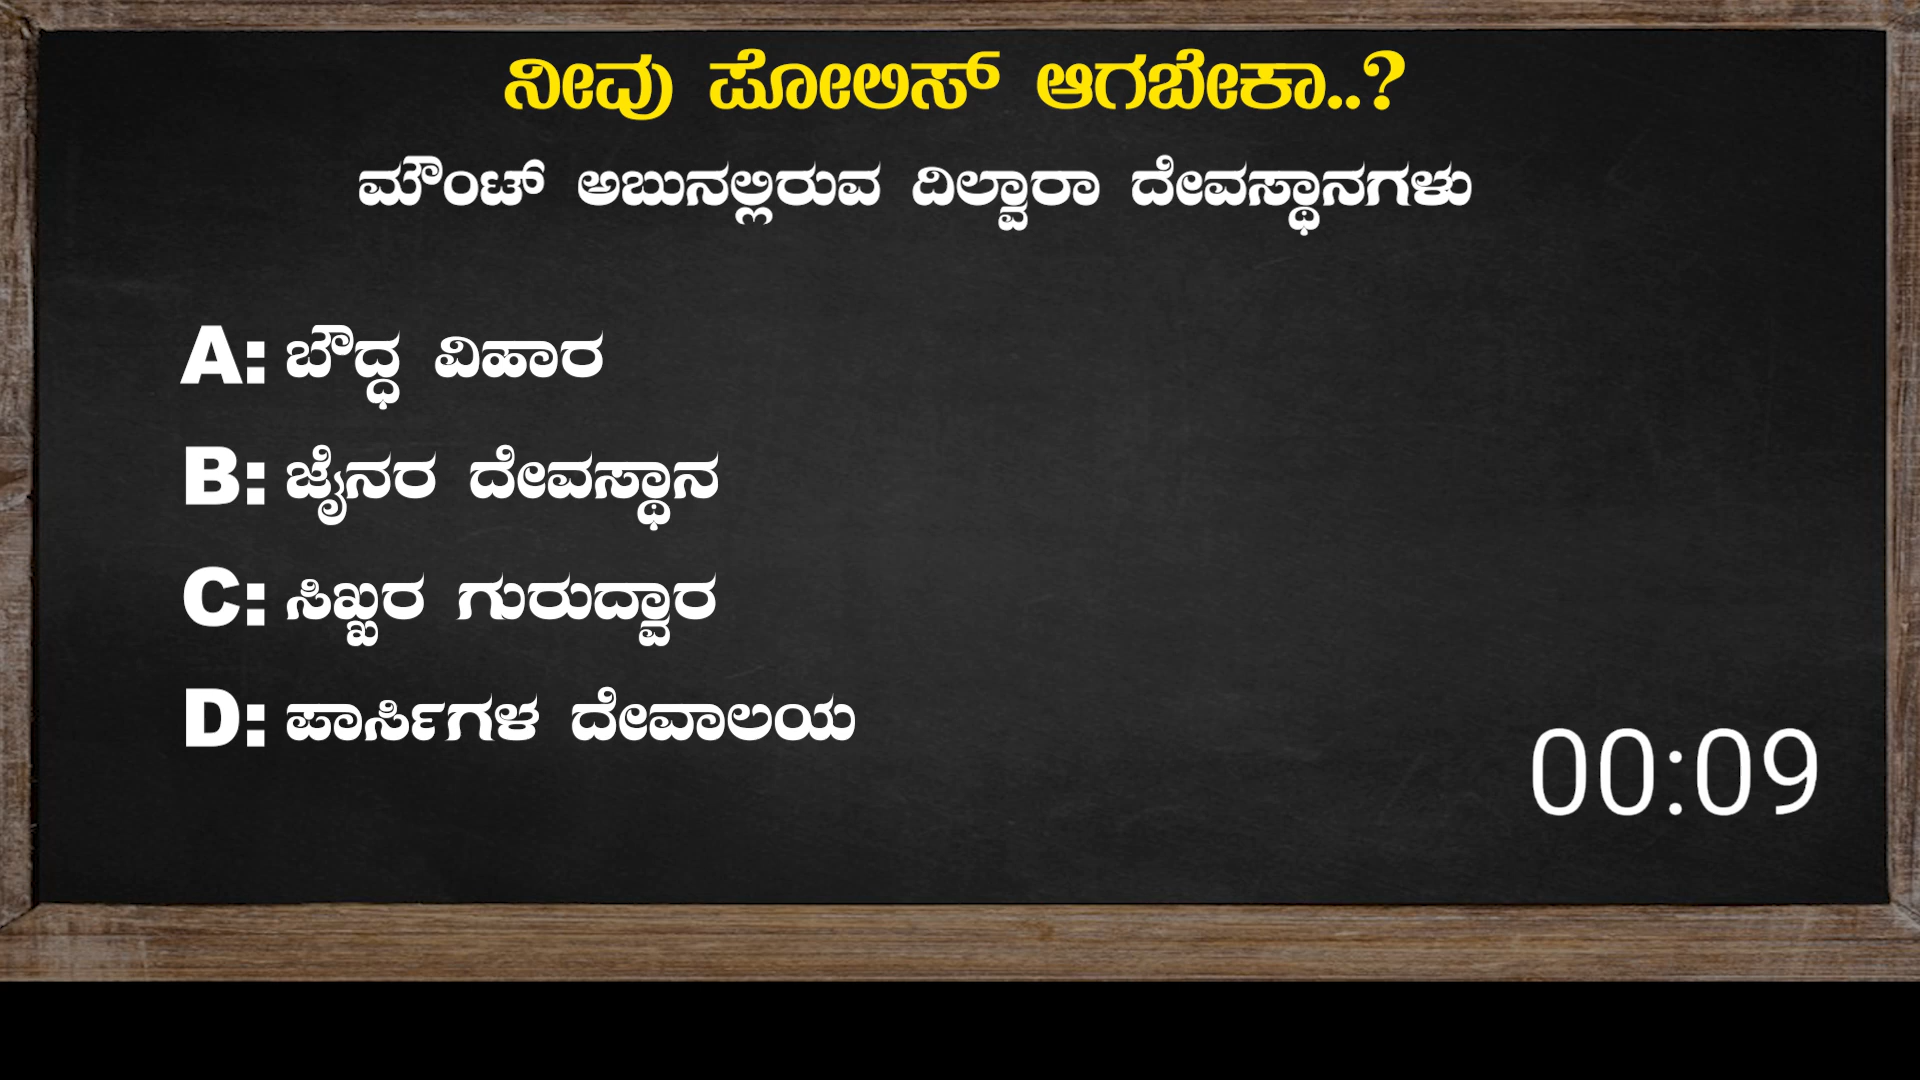 ನೀವು ಪೋಲಿಸ್ ಆಗಬೇಕಾ..?
ಮೌಂಟ್ ಅಬುನಲ್ಲಿರುವ ದಿಲ್ವಾರಾ ದೇವಸ್ಥಾನಗಳು
A: ಬೌದ್ಧ ವಿಹಾರ
B: ಜೈನರ ದೇವಸ್ಥಾನ
C: ಸಿಖ್ಖರ ಗುರುದ್ವಾರ
D: ಪಾರ್ಸಿಗಳ ದೇವಾಲಯ
00:09